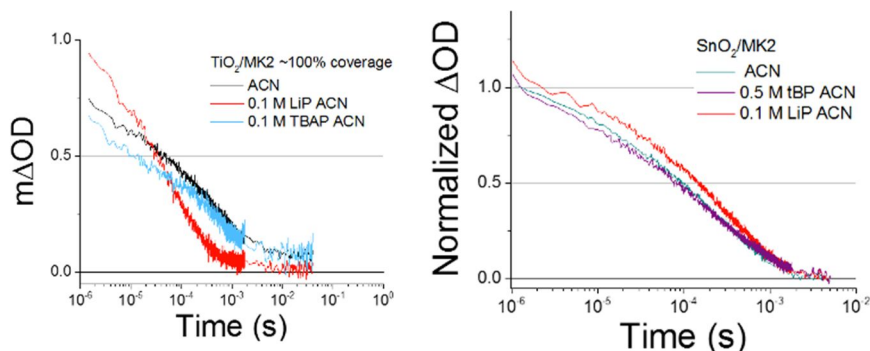 TiO₂/MK2 ~100% coverage
ACN
0.1 M LiP ACN
0.1 M TBAP ACN
mΔOD
1.0
0.5
0.0
10⁻⁶ 10⁻⁵ 10⁻⁴ 10⁻³ 10⁻² 10⁻¹ 10⁰
Time (s)
SnO₂/MK2
ACN
0.5 M tBP ACN
0.1 M LiP ACN
Normalized ΔOD
1.0
0.5
0.0
10⁻⁶ 10⁻⁵ 10⁻⁴ 10⁻³ 10⁻²
Time (s)